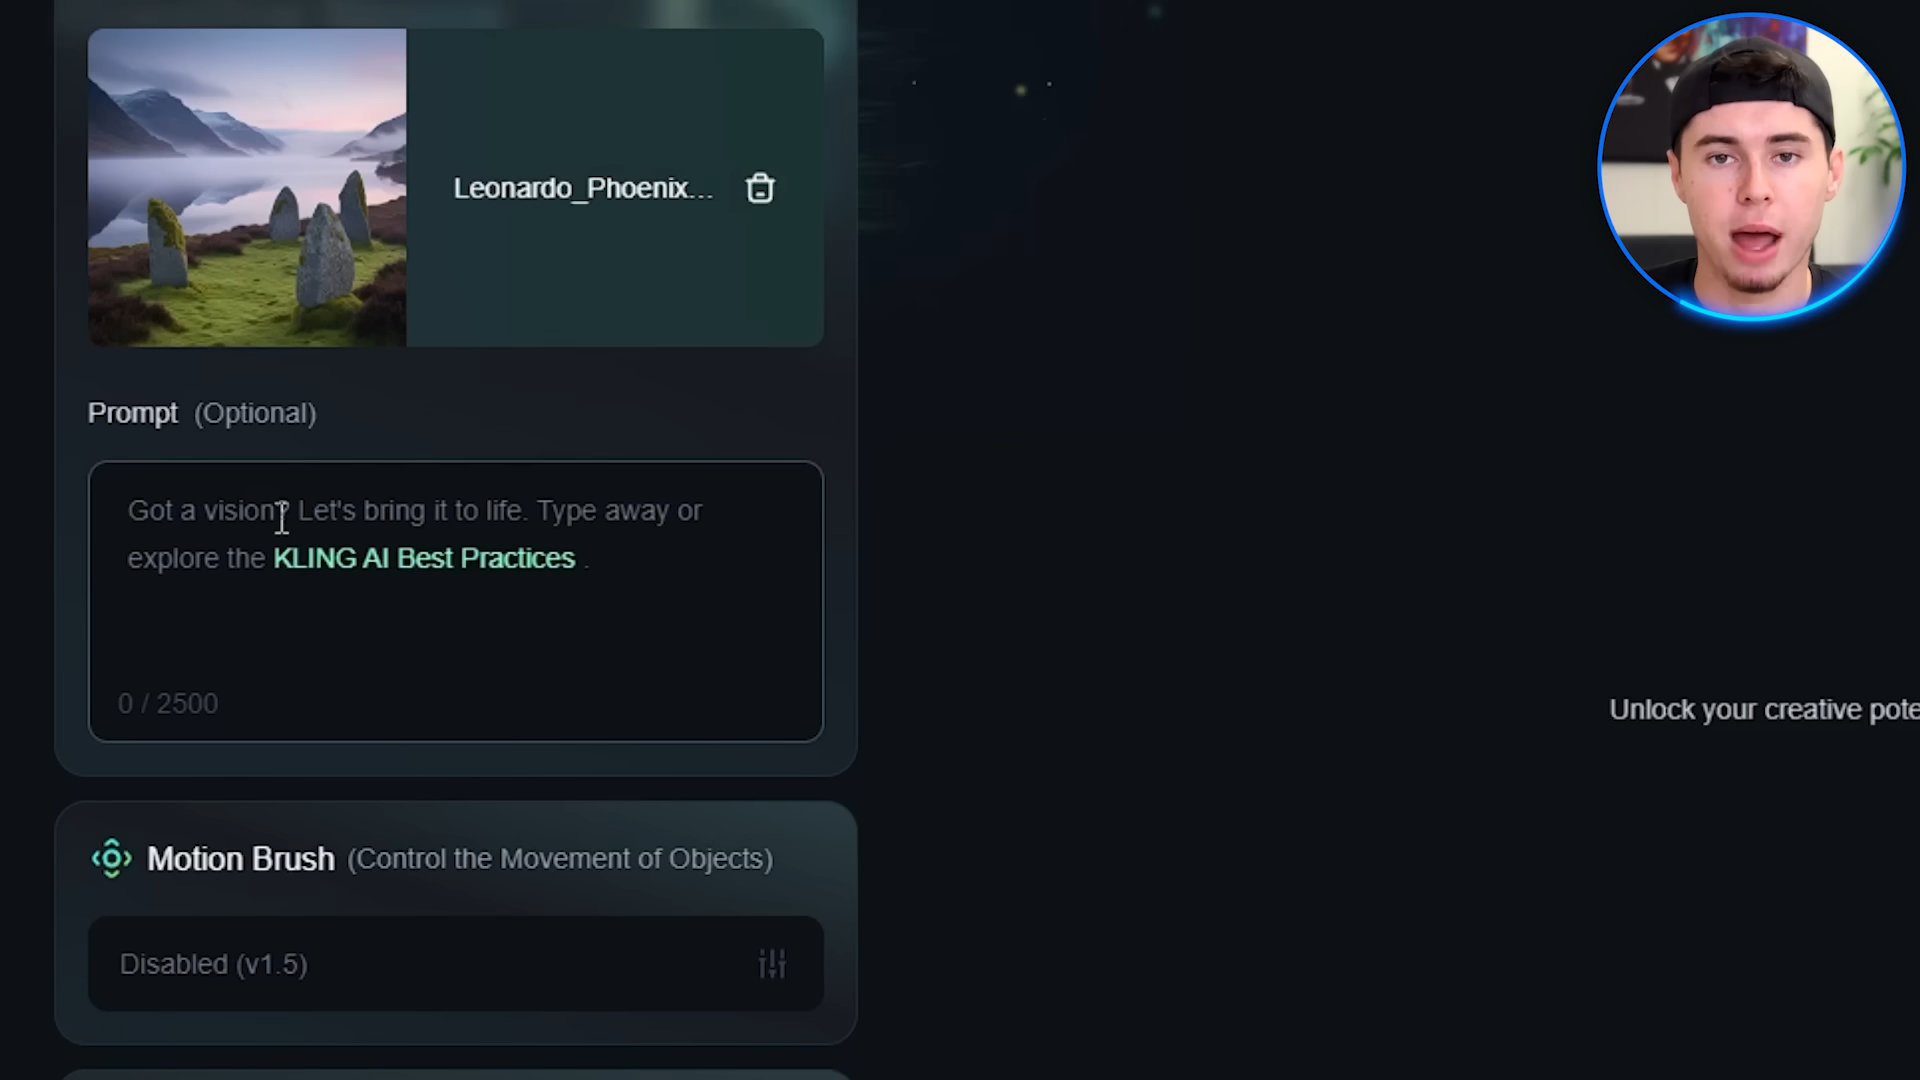 Leonardo_Phoenix...
Prompt (Optional)
Got a vision? Let's bring it to life. Type away or
explore the KLING AI Best Practices .
0 / 2500
Unlock your creative pote
Motion Brush (Control the Movement of Objects)
Disabled (v1.5)